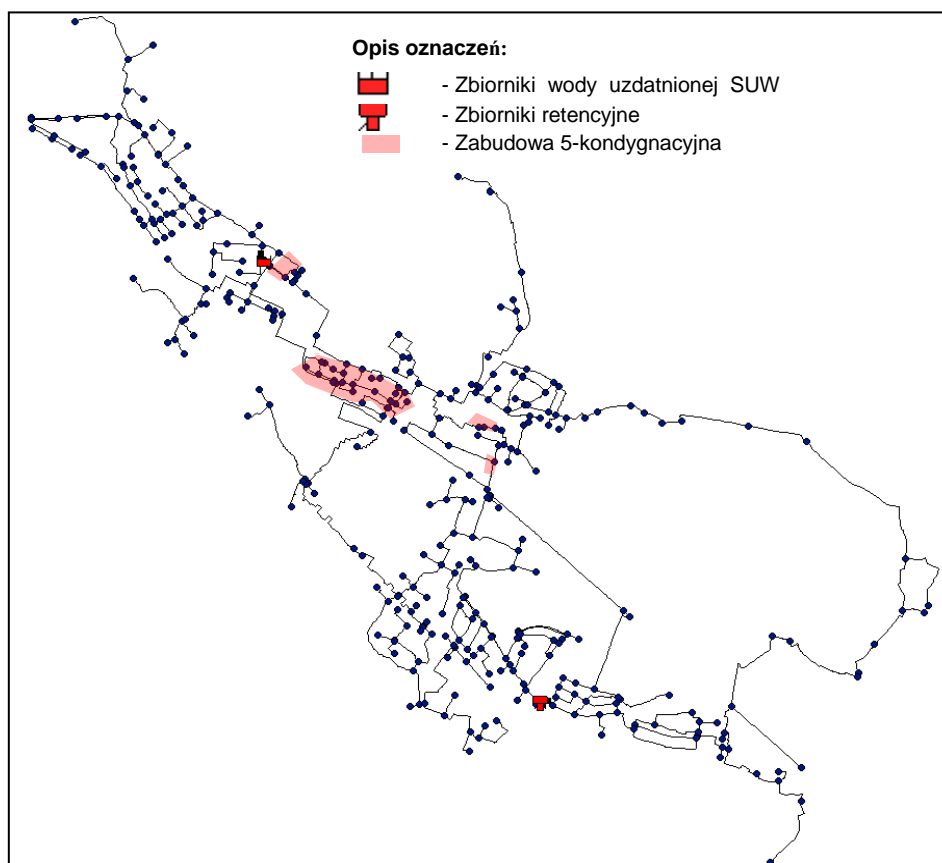 Opis oznaczeń:
- Zbiorniki wody uzdatnionej SUW
- Zbiorniki retencyjne
- Zabudowa 5-kondygnacyjna